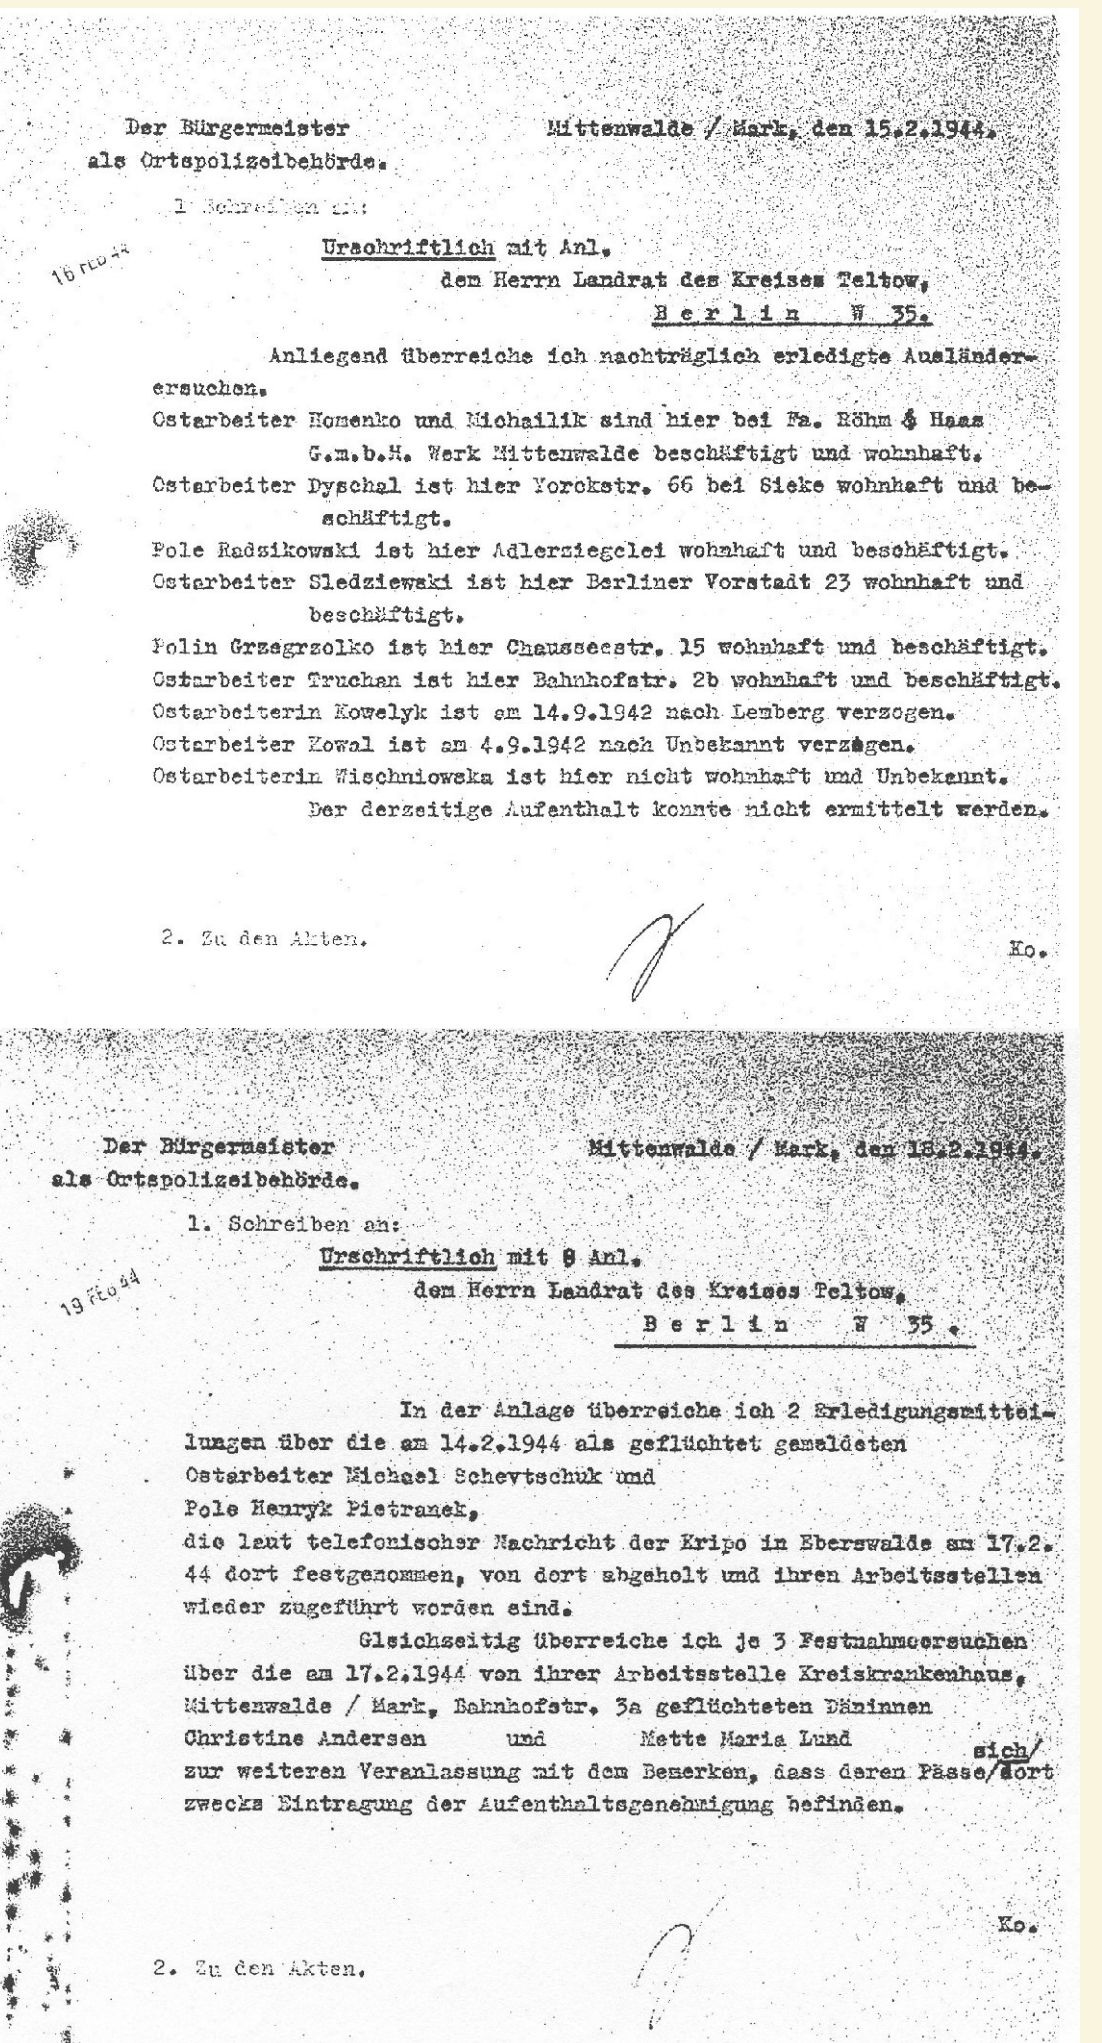 Der Bürgermeister Mittenwalde / Mark, den 15.2.1944.
als Ortspolizeibehörde.
1 Schreiben an:
16 FEB 44
Urschriftlich mit Anl.
dem Herrn Landrat des Kreises Teltow,
B e r l i n W 35.
Anliegend überreiche ich nachträglich erledigte Ausländer-
ersuchen.
Ostarbeiter Homenko und Michailik sind hier bei Fa. Röhm & Haas
G.m.b.H. Werk Mittenwalde beschäftigt und wohnhaft.
Ostarbeiter Dyschal ist hier Yorckstr. 66 bei Sieke wohnhaft und be-
schäftigt.
Pole Radzikowski ist hier Adlerziegelei wohnhaft und beschäftigt.
Ostarbeiter Sledziewski ist hier Berliner Vorstadt 23 wohnhaft und
beschäftigt.
Polin Grzegrzolko ist hier Chausseestr. 15 wohnhaft und beschäftigt.
Ostarbeiter Truchan ist hier Bahnhofstr. 2b wohnhaft und beschäftigt.
Ostarbeiterin Kowelyk ist am 14.9.1942 nach Lemberg verzogen.
Ostarbeiter Kowal ist am 4.9.1942 nach Unbekannt verzogen.
Ostarbeiterin Wischniowska ist hier nicht wohnhaft und Unbekannt.
Der derzeitige Aufenthalt konnte nicht ermittelt werden.
2. Zu den Akten. Ko.
Der Bürgermeister Mittenwalde / Mark, den 18.2.1944.
als Ortspolizeibehörde.
1. Schreiben an:
19 FEB 44
Urschriftlich mit 8 Anl.
dem Herrn Landrat des Kreises Teltow,
B e r l i n W 35 .
In der Anlage überreiche ich 2 Erledigungsmittei-
lungen über die am 14.2.1944 als geflüchtet gemeldeten
Ostarbeiter Michael Schevtschuk und
Pole Henryk Pietranek,
die laut telefonischer Nachricht der Kripo in Eberswalde am 17.2.
44 dort festgenommen, von dort abgeholt und ihren Arbeitsstellen
wieder zugeführt worden sind.
Gleichzeitig überreiche ich je 3 Festnahmeersuchen
über die am 17.2.1944 von ihrer Arbeitsstelle Kreiskrankenhaus,
Mittenwalde / Mark, Bahnhofstr. 3a geflüchteten Däninnen
Christine Andersen und Mette Maria Lund
sich/
zur weiteren Veranlassung mit dem Bemerken, dass deren Pässe/dort
zwecks Eintragung der Aufenthaltsgenehmigung befinden.
Ko.
2. Zu den Akten.